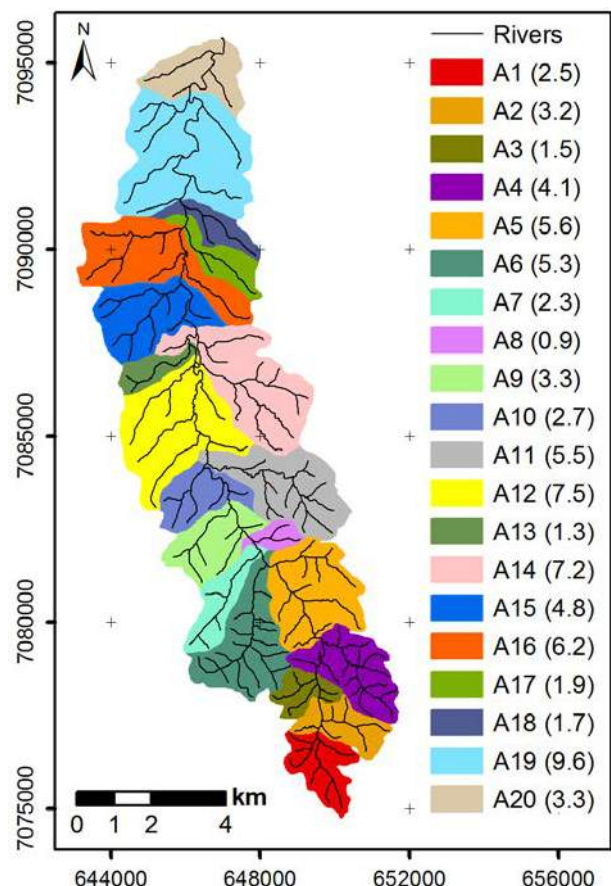 N
Rivers
A1 (2.5)
A2 (3.2)
A3 (1.5)
A4 (4.1)
A5 (5.6)
A6 (5.3)
A7 (2.3)
A8 (0.9)
A9 (3.3)
A10 (2.7)
A11 (5.5)
A12 (7.5)
A13 (1.3)
A14 (7.2)
A15 (4.8)
A16 (6.2)
A17 (1.9)
A18 (1.7)
A19 (9.6)
A20 (3.3)
7095000
7090000
7085000
7080000
7075000
km
0 1 2 4
644000 648000 652000 656000